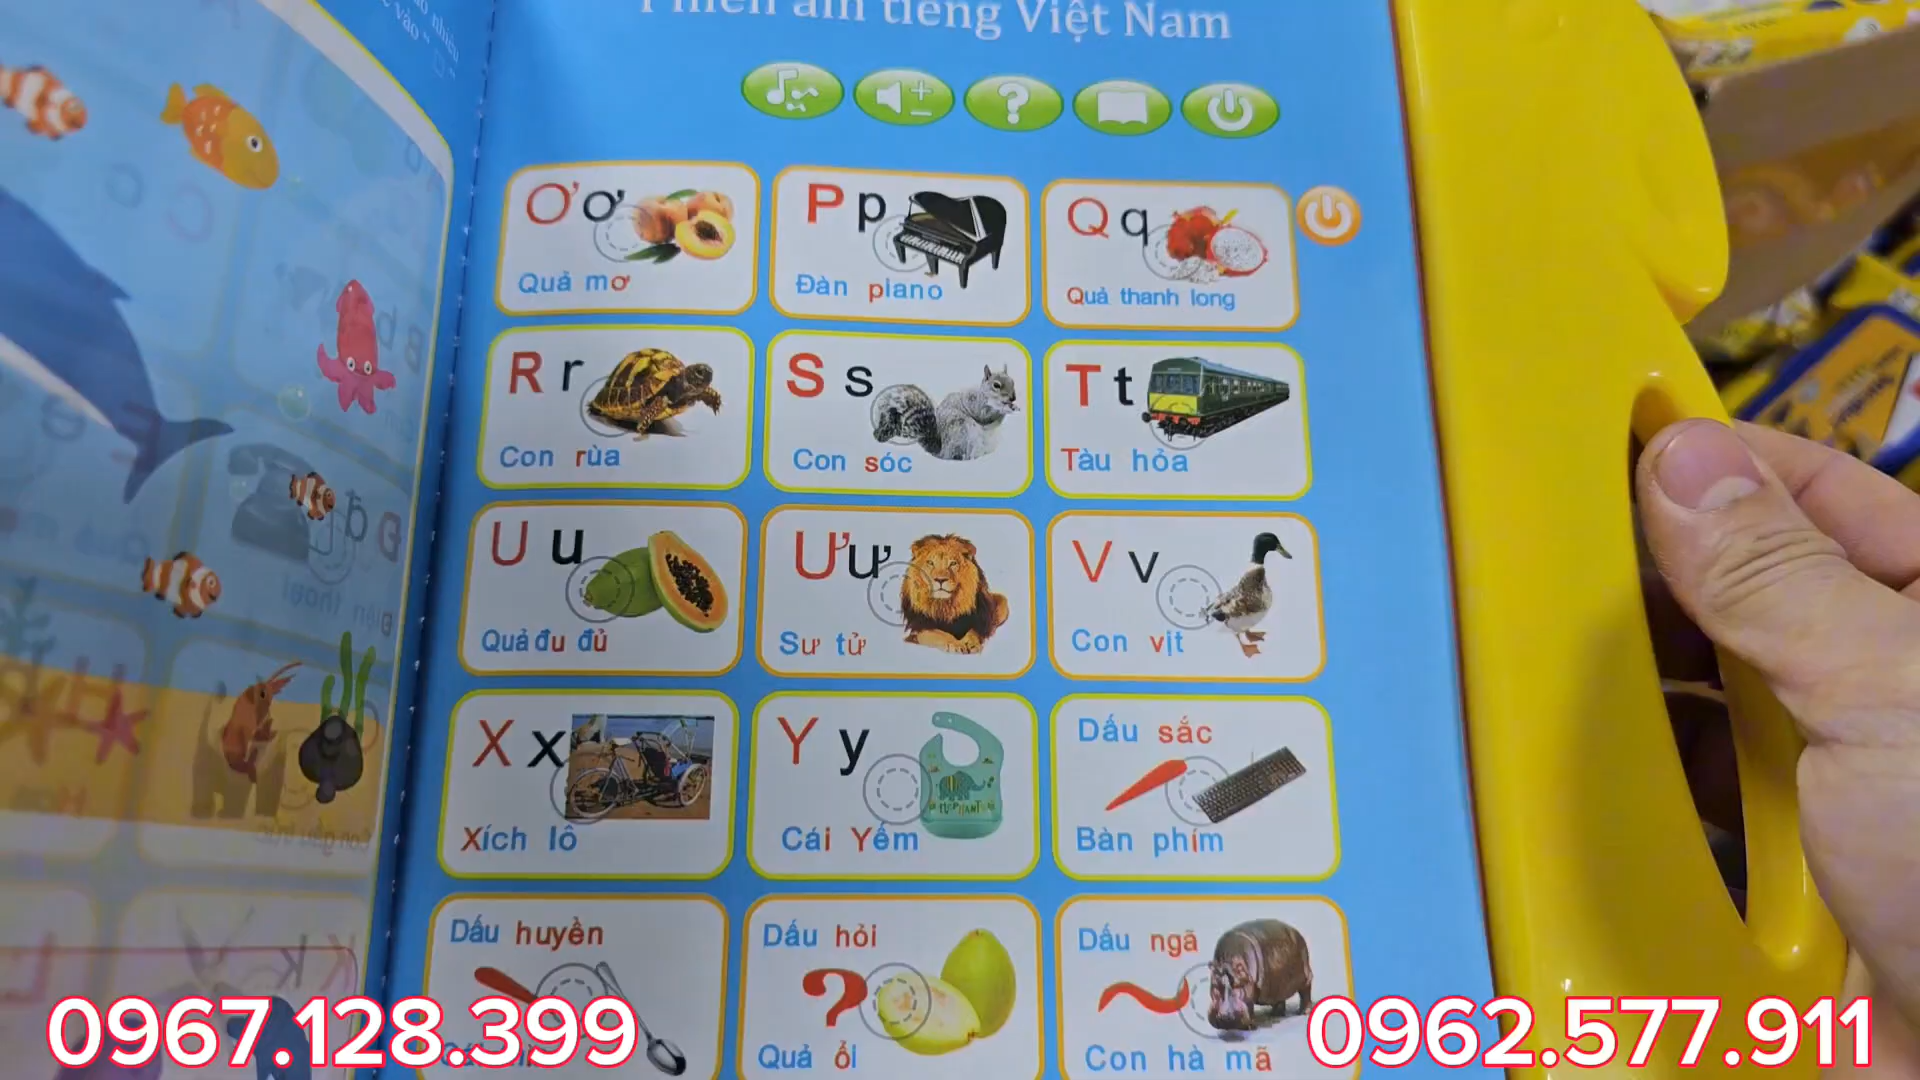 Phiên âm tiếng Việt Nam
Ơ ơ
Quả mơ
P p
Đàn piano
Q q
Quả thanh long
R r
Con rùa
S s
Con sóc
T t
Tàu hỏa
U u
Quả đu đủ
Ư ư
Sư tử
V v
Con vịt
X x
Xích lô
Y y
Cái Yếm
Dấu sắc
Bàn phím
Dấu huyền
Dấu hỏi
Quả ổi
Dấu ngã
Con hà mã
0967.128.399
0962.577.911